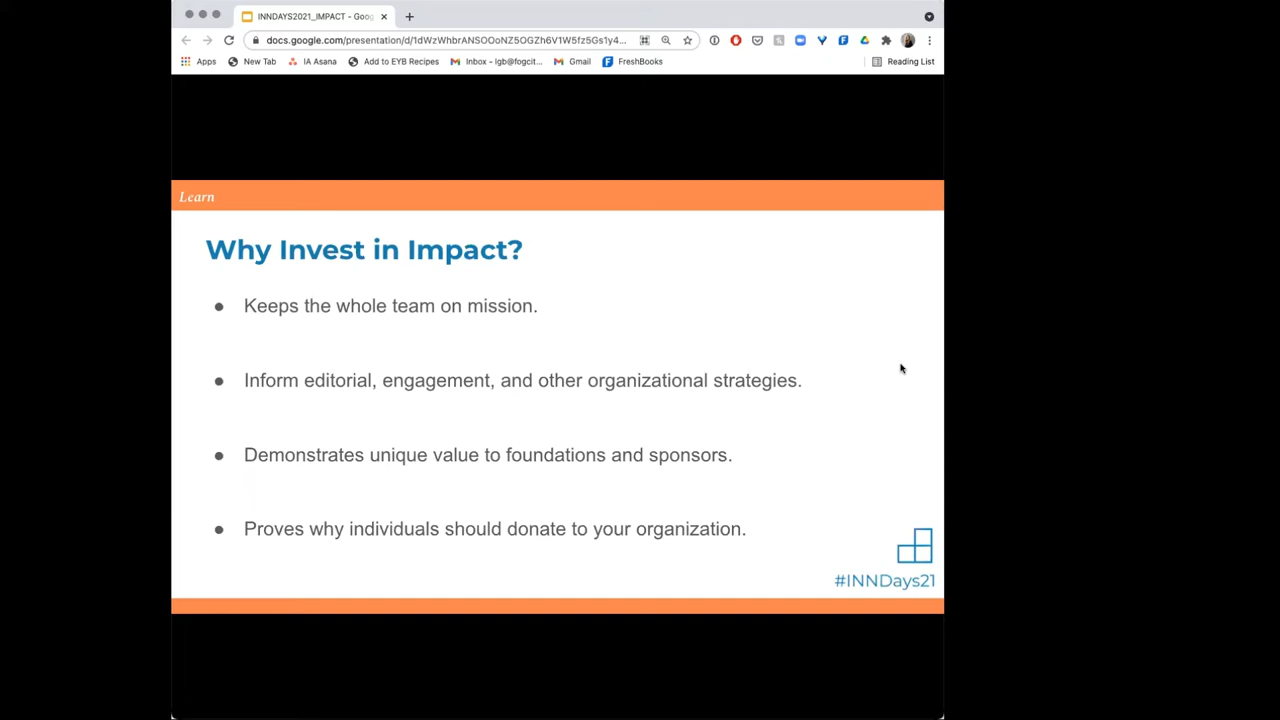 INNDAYS2021_IMPACT - Goog
docs.google.com/presentation/d/1dWzWhbrANSOOoNZ5OGZh6V1W5fz5Gs1y4...
Apps New Tab IA Asana Add to EYB Recipes Inbox - lgb@fogcit... Gmail FreshBooks Reading List
Learn
Why Invest in Impact?
● Keeps the whole team on mission.
● Inform editorial, engagement, and other organizational strategies.
● Demonstrates unique value to foundations and sponsors.
● Proves why individuals should donate to your organization.
#INNDays21